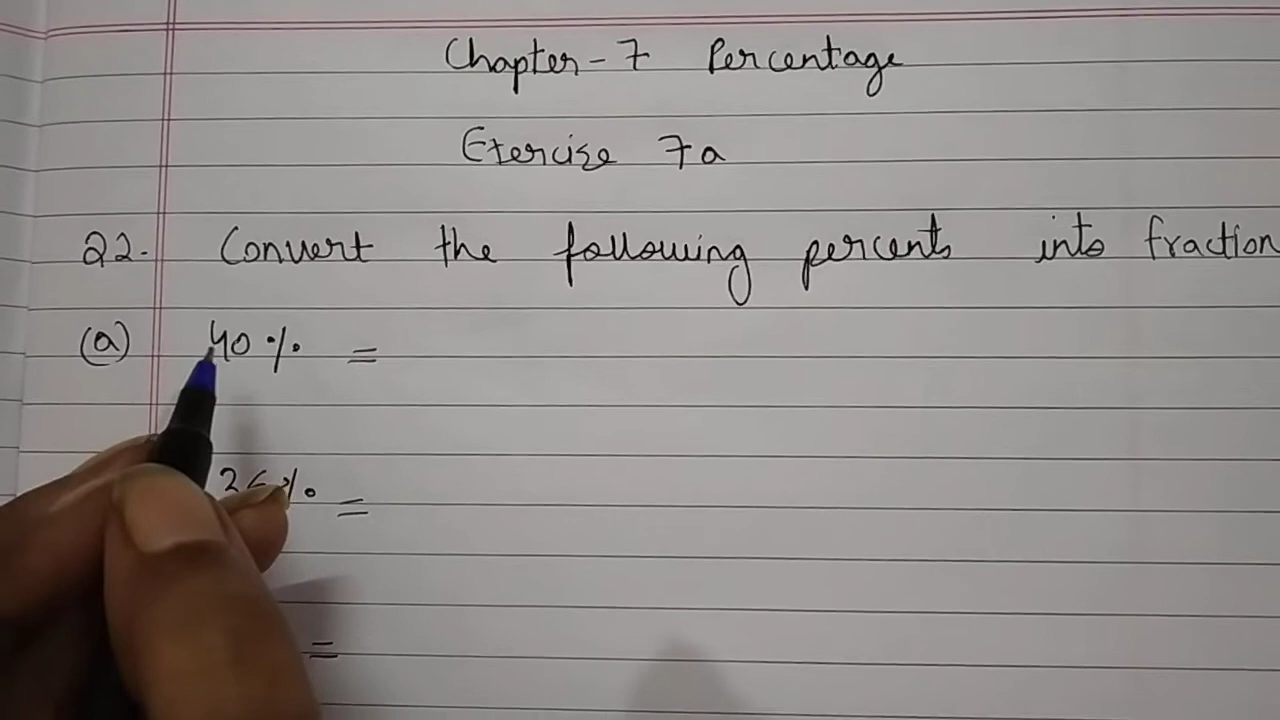 Chapter - 7 Percentage
Exercise 7a
22. Convert the following percents into fraction
(a) 40% =
% =
=